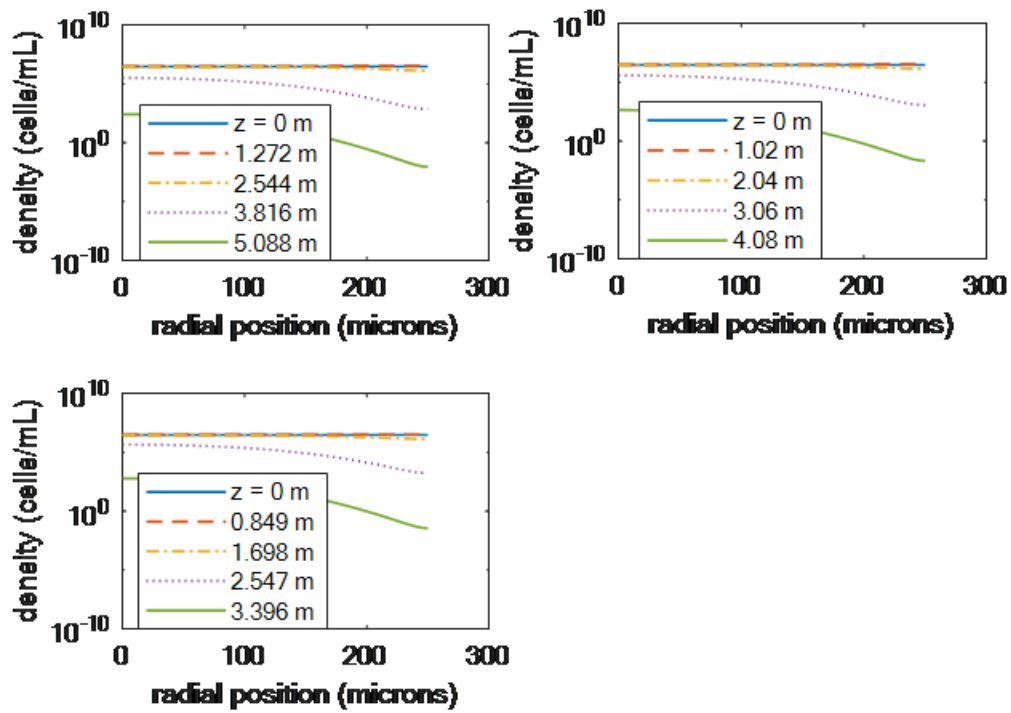 density (cells/mL)
10^10
10^0
10^-10
z = 0 m
1.272 m
2.544 m
3.816 m
5.088 m
0 100 200 300
radial position (microns)
density (cells/mL)
10^10
10^0
10^-10
z = 0 m
1.02 m
2.04 m
3.06 m
4.08 m
0 100 200 300
radial position (microns)
density (cells/mL)
10^10
10^0
10^-10
z = 0 m
0.849 m
1.698 m
2.547 m
3.396 m
0 100 200 300
radial position (microns)